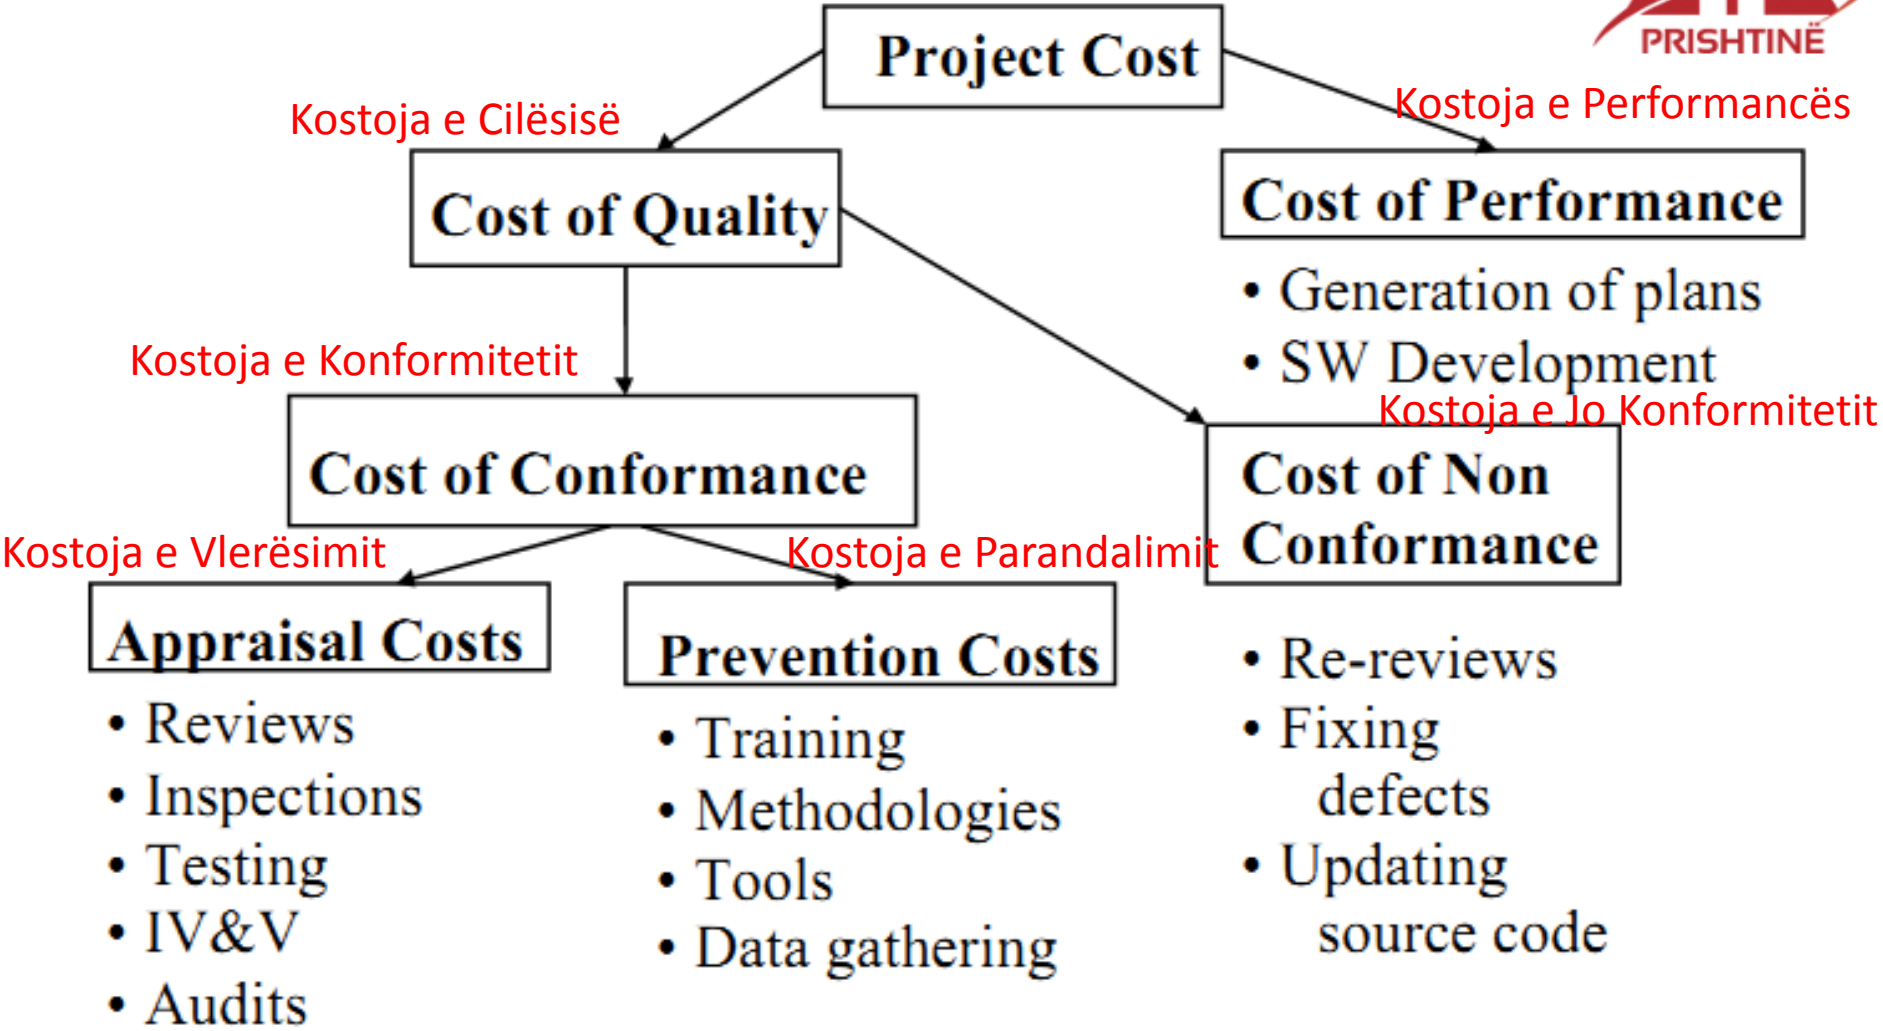 Project Cost
PRISHTINË
Kostoja e Cilësisë
Kostoja e Performancës
Cost of Quality
Cost of Performance
• Generation of plans
• SW Development
Kostoja e Konformitetit
Kostoja e Jo Konformitetit
Cost of Conformance
Cost of Non
Conformance
Kostoja e Vlerësimit
Kostoja e Parandalimit
Appraisal Costs
• Reviews
• Inspections
• Testing
• IV&V
• Audits
Prevention Costs
• Training
• Methodologies
• Tools
• Data gathering
• Re-reviews
• Fixing
defects
• Updating
source code